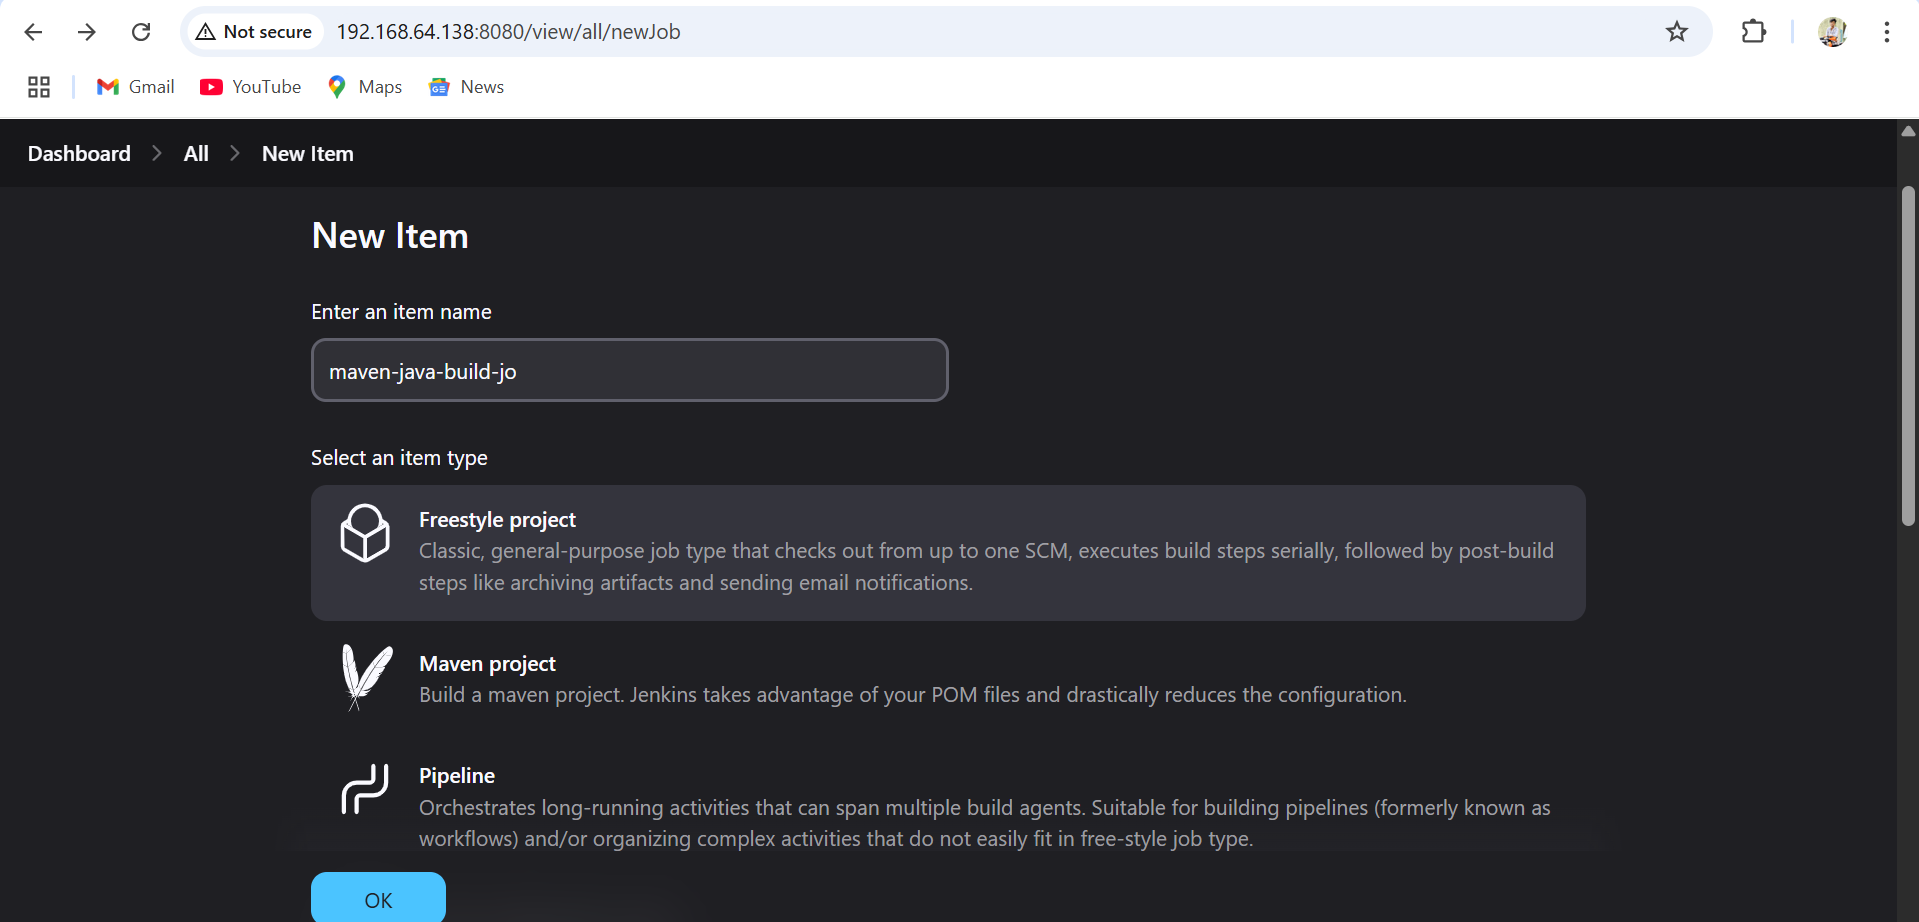 Not secure 192.168.64.138:8080/view/all/newJob
Gmail YouTube Maps News
Dashboard All New Item
New Item
Enter an item name
maven-java-build-jo
Select an item type
Freestyle project
Classic, general-purpose job type that checks out from up to one SCM, executes build steps serially, followed by post-build
steps like archiving artifacts and sending email notifications.
Maven project
Build a maven project. Jenkins takes advantage of your POM files and drastically reduces the configuration.
Pipeline
Orchestrates long-running activities that can span multiple build agents. Suitable for building pipelines (formerly known as
workflows) and/or organizing complex activities that do not easily fit in free-style job type.
OK